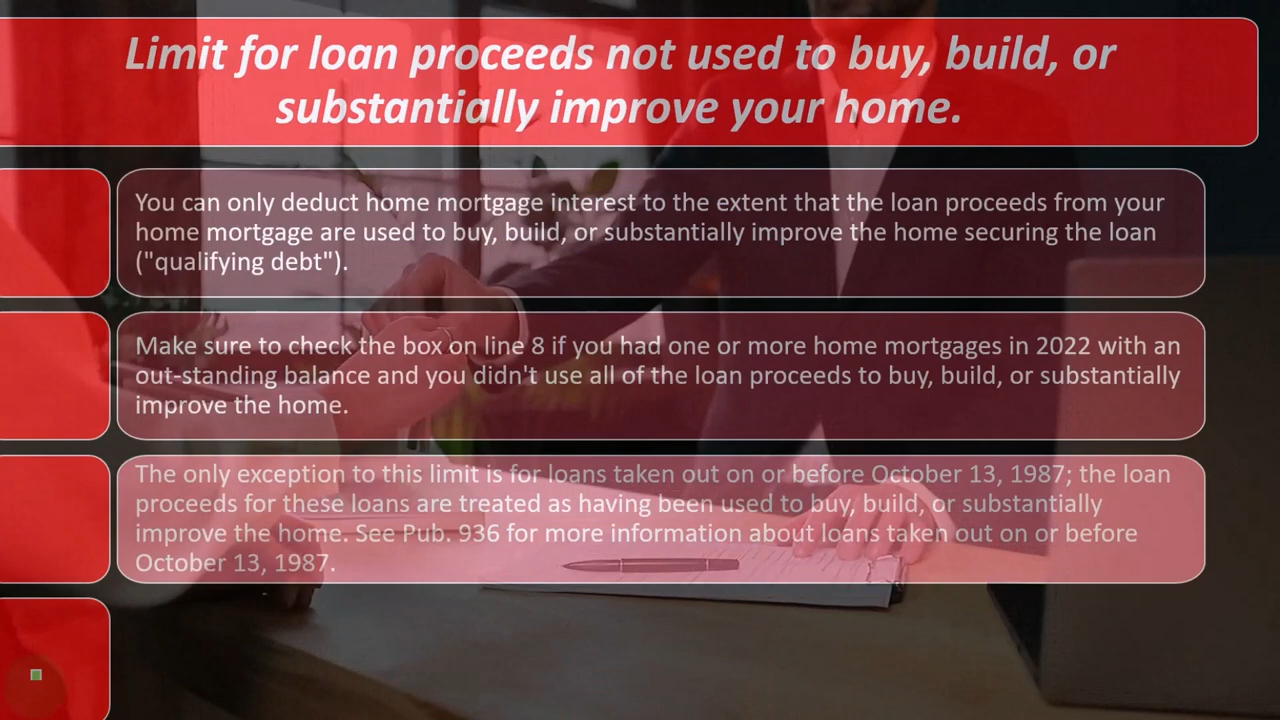 Limit for loan proceeds not used to buy, build, or
substantially improve your home.
You can only deduct home mortgage interest to the extent that the loan proceeds from your
home mortgage are used to buy, build, or substantially improve the home securing the loan
("qualifying debt").
Make sure to check the box on line 8 if you had one or more home mortgages in 2022 with an
out-standing balance and you didn't use all of the loan proceeds to buy, build, or substantially
improve the home.
The only exception to this limit is for loans taken out on or before October 13, 1987; the loan
proceeds for these loans are treated as having been used to buy, build, or substantially
improve the home. See Pub. 936 for more information about loans taken out on or before
October 13, 1987.